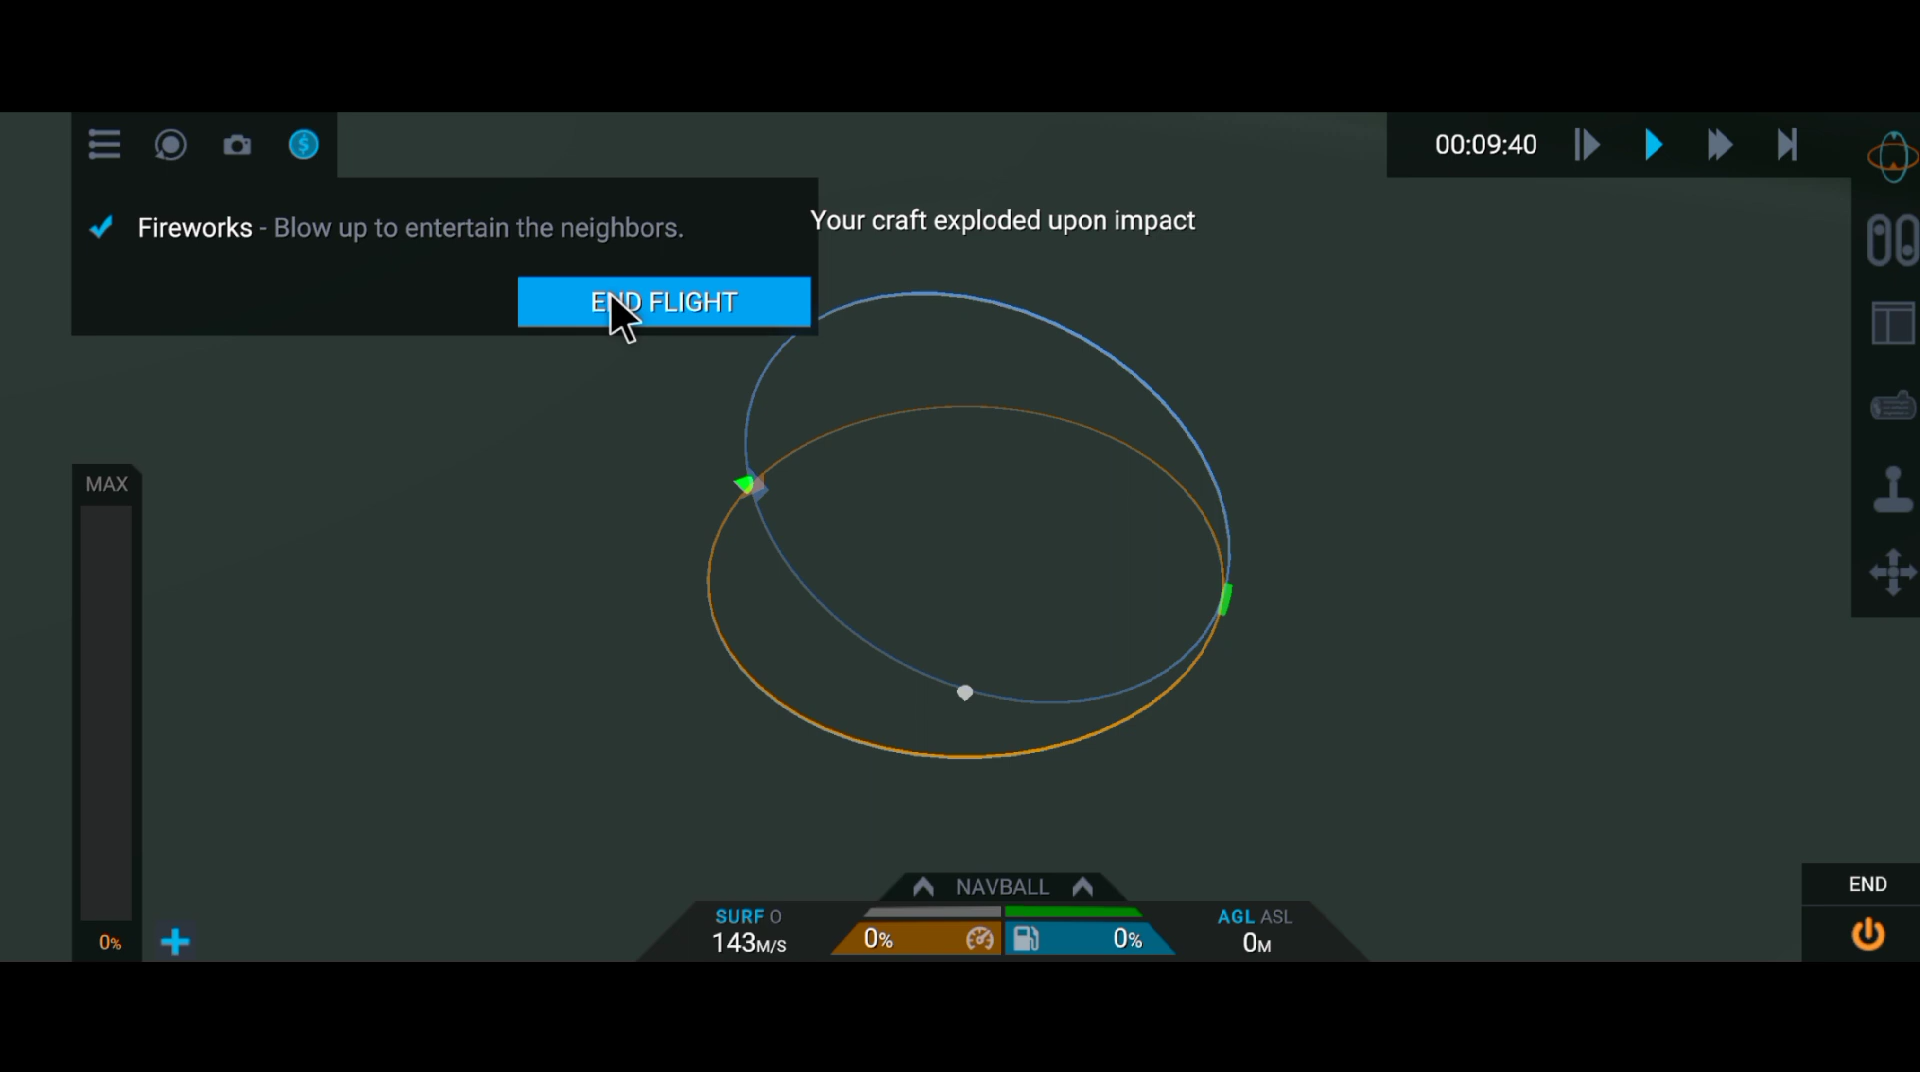 00:09:40
Fireworks - Blow up to entertain the neighbors.
Your craft exploded upon impact
END FLIGHT
MAX
0%
NAVBALL
SURF O
143M/S
0%
0%
AGL ASL
0M
END